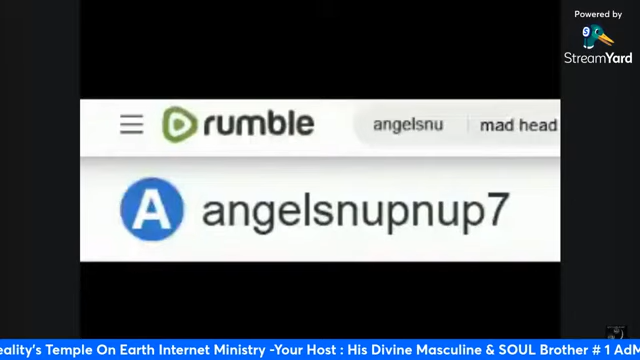 Powered by
StreamYard
rumble
angelsnu
mad head
A
angelsnupnup7
eality's Temple On Earth Internet Ministry -Your Host : His Divine Masculine & SOUL Brother # 1 AdM